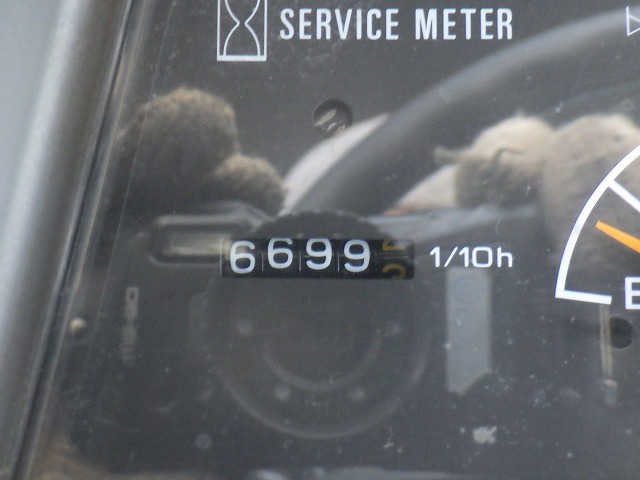 SERVICE METER
6699 1/10h
E